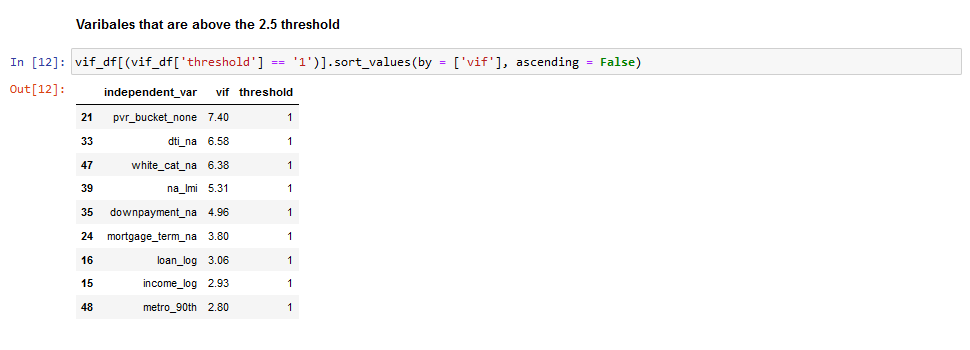 Varibales that are above the 2.5 threshold
In [12]: vif_df[(vif_df['threshold'] == '1')].sort_values(by = ['vif'], ascending = False)
Out[12]:
independent_var vif threshold
21 pvr_bucket_none 7.40 1
33 dti_na 6.58 1
47 white_cat_na 6.38 1
39 na_lmi 5.31 1
35 downpayment_na 4.96 1
24 mortgage_term_na 3.80 1
16 loan_log 3.06 1
15 income_log 2.93 1
48 metro_90th 2.80 1